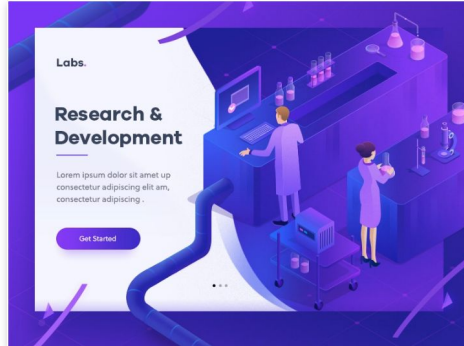 Labs.
Research &
Development
Lorem ipsum dolor sit amet up
consectetur adipiscing elit am,
consectetur adipiscing .
Get Started